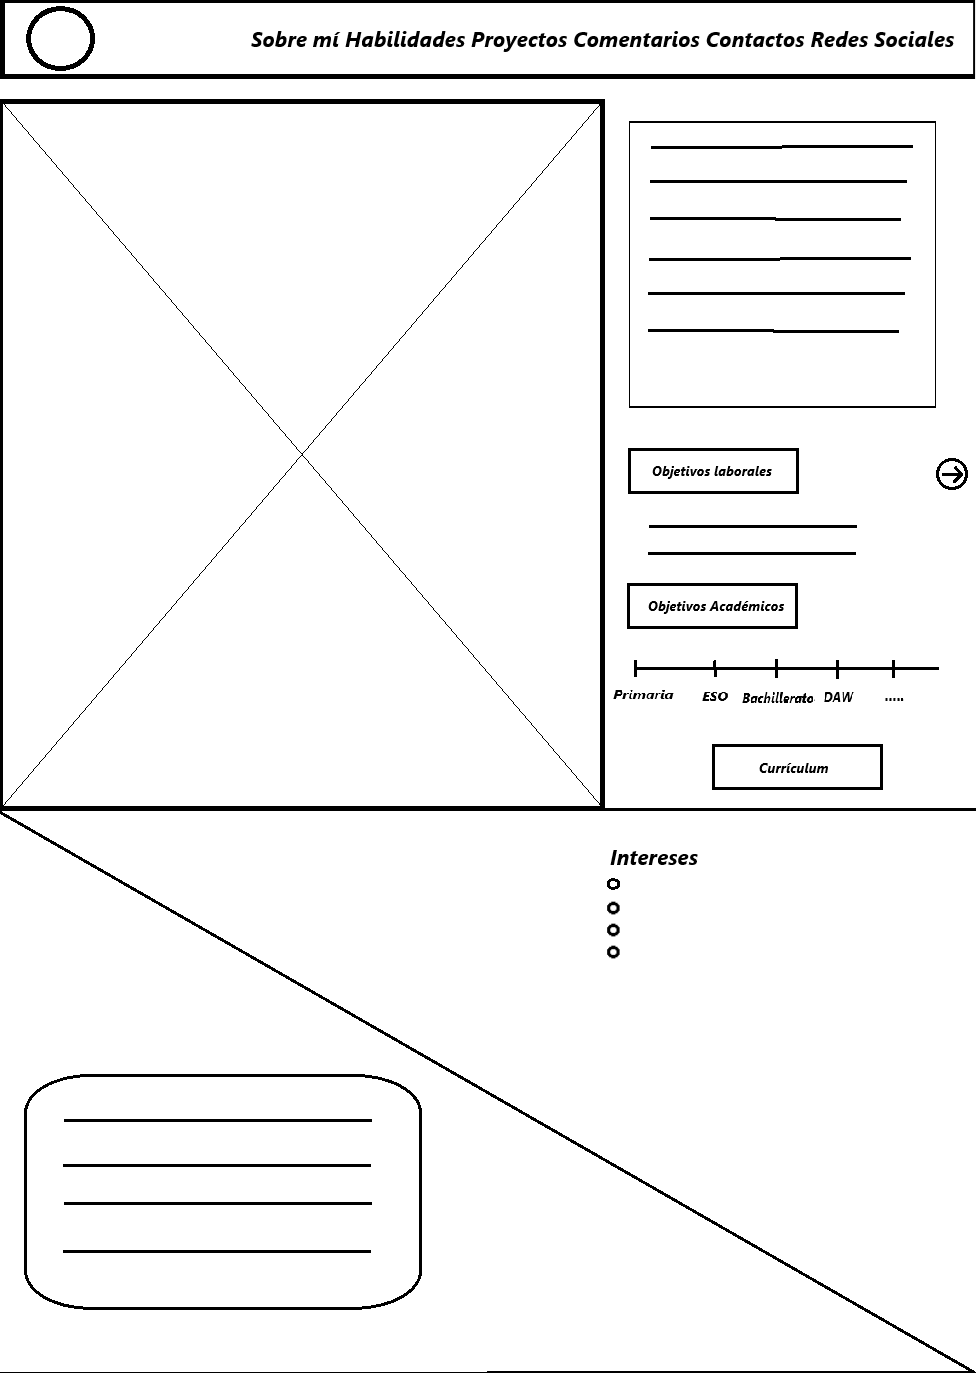 Sobre mí Habilidades Proyectos Comentarios Contactos Redes Sociales
Objetivos laborales
Objetivos Académicos
Primaria ESO Bachillerato DAW .....
Currículum
Intereses